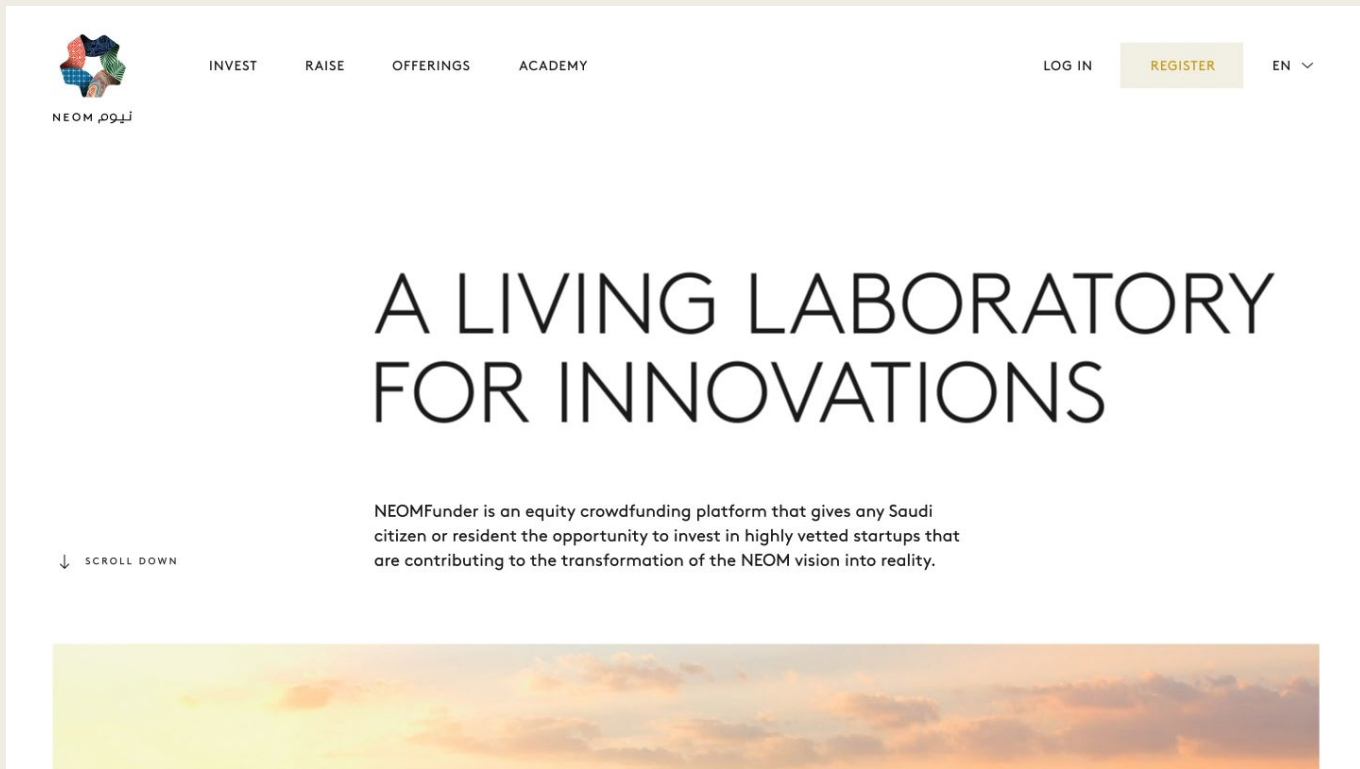 INVEST RAISE OFFERINGS ACADEMY LOG IN REGISTER EN
NEOM نيوم
A LIVING LABORATORY
FOR INNOVATIONS
NEOMFunder is an equity crowdfunding platform that gives any Saudi
citizen or resident the opportunity to invest in highly vetted startups that
are contributing to the transformation of the NEOM vision into reality.
SCROLL DOWN